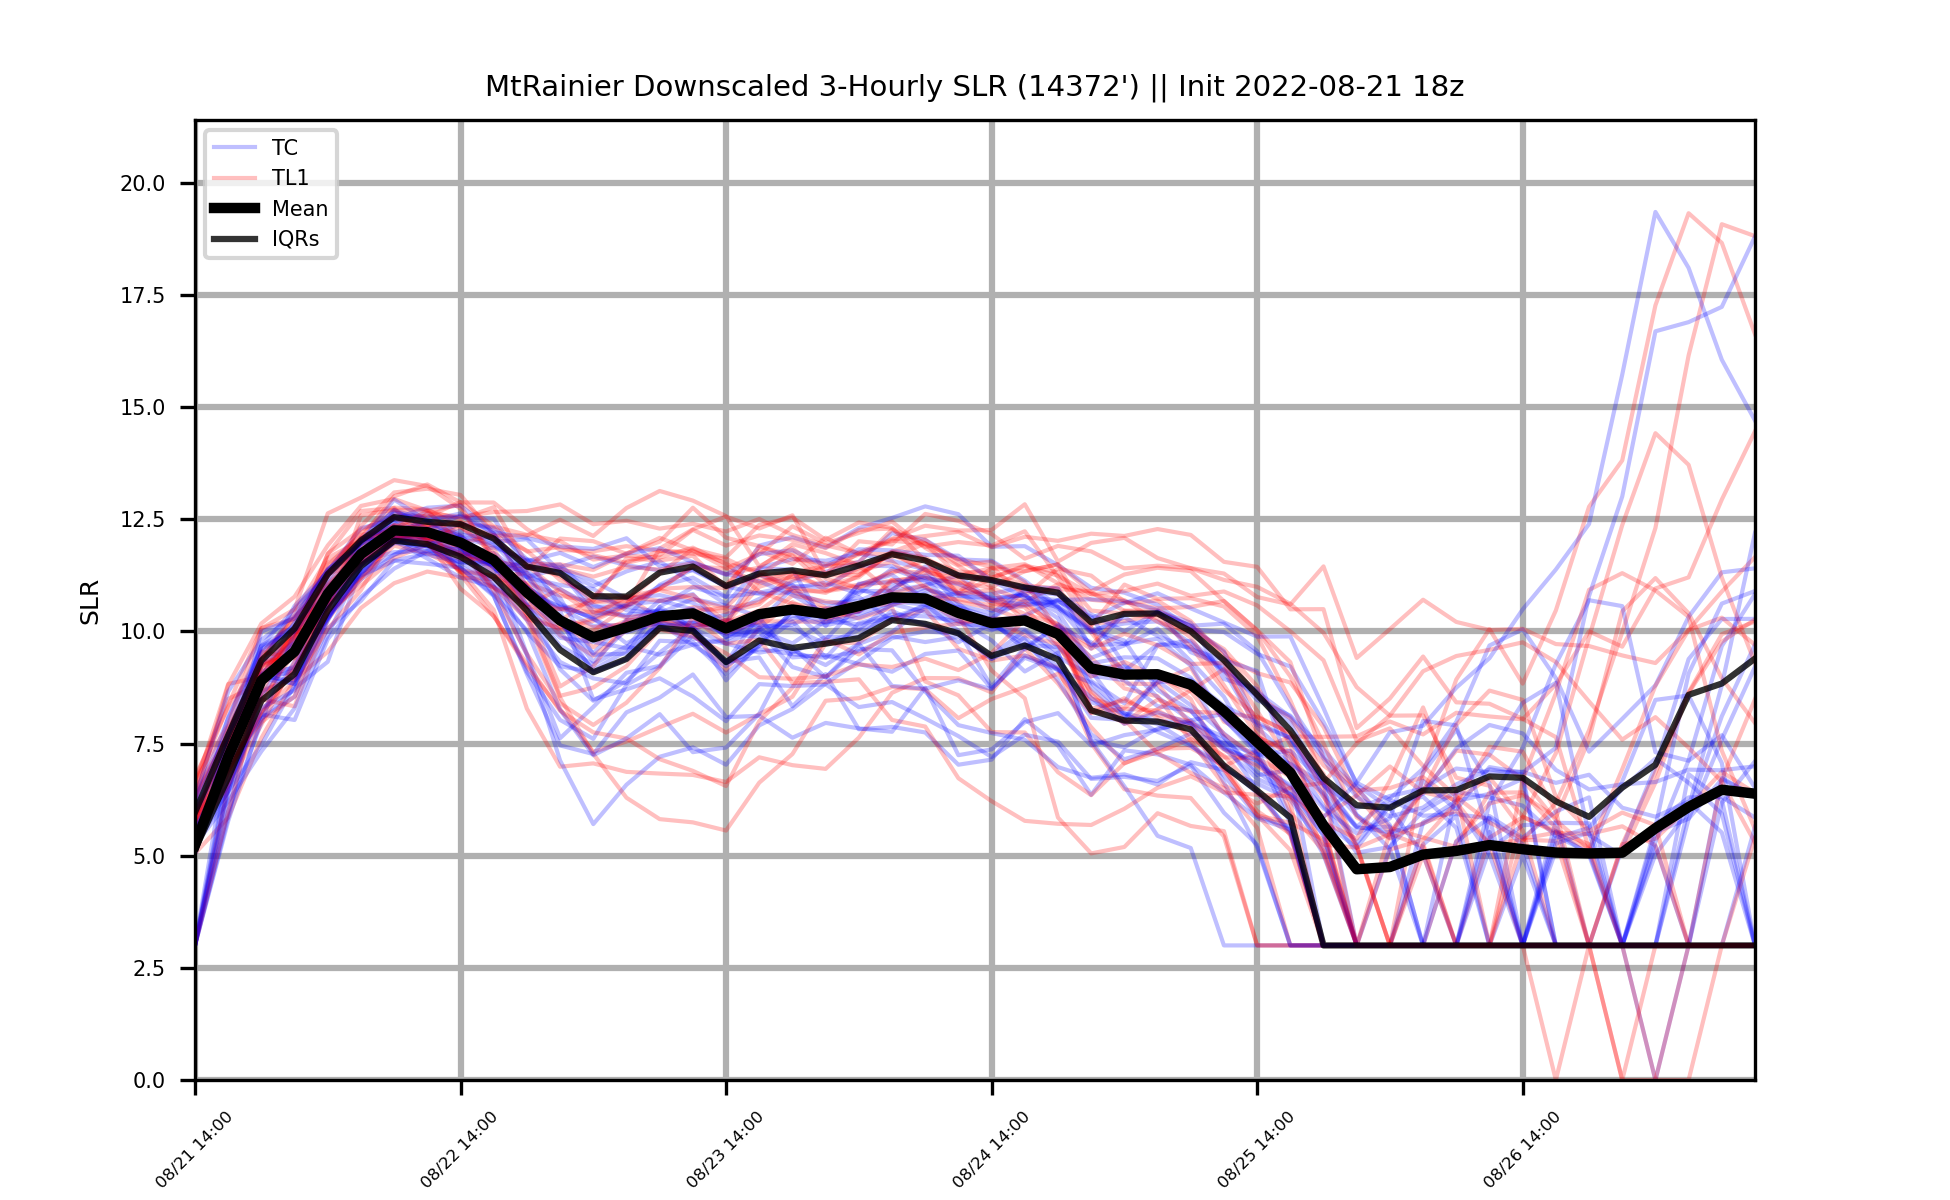 MtRainier Downscaled 3-Hourly SLR (14372') || Init 2022-08-21 18z
TC
TL1
Mean
IQRs
SLR
20.0
17.5
15.0
12.5
10.0
7.5
5.0
2.5
0.0
08/21 14:00
08/22 14:00
08/23 14:00
08/24 14:00
08/25 14:00
08/26 14:00